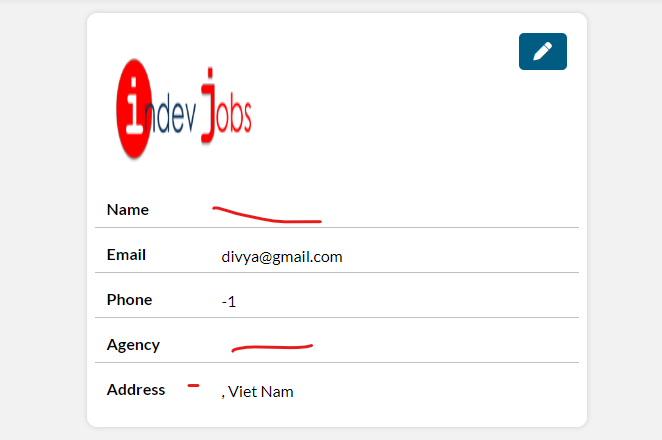 indev jobs
Name
Email divya@gmail.com
Phone -1
Agency
Address , Viet Nam